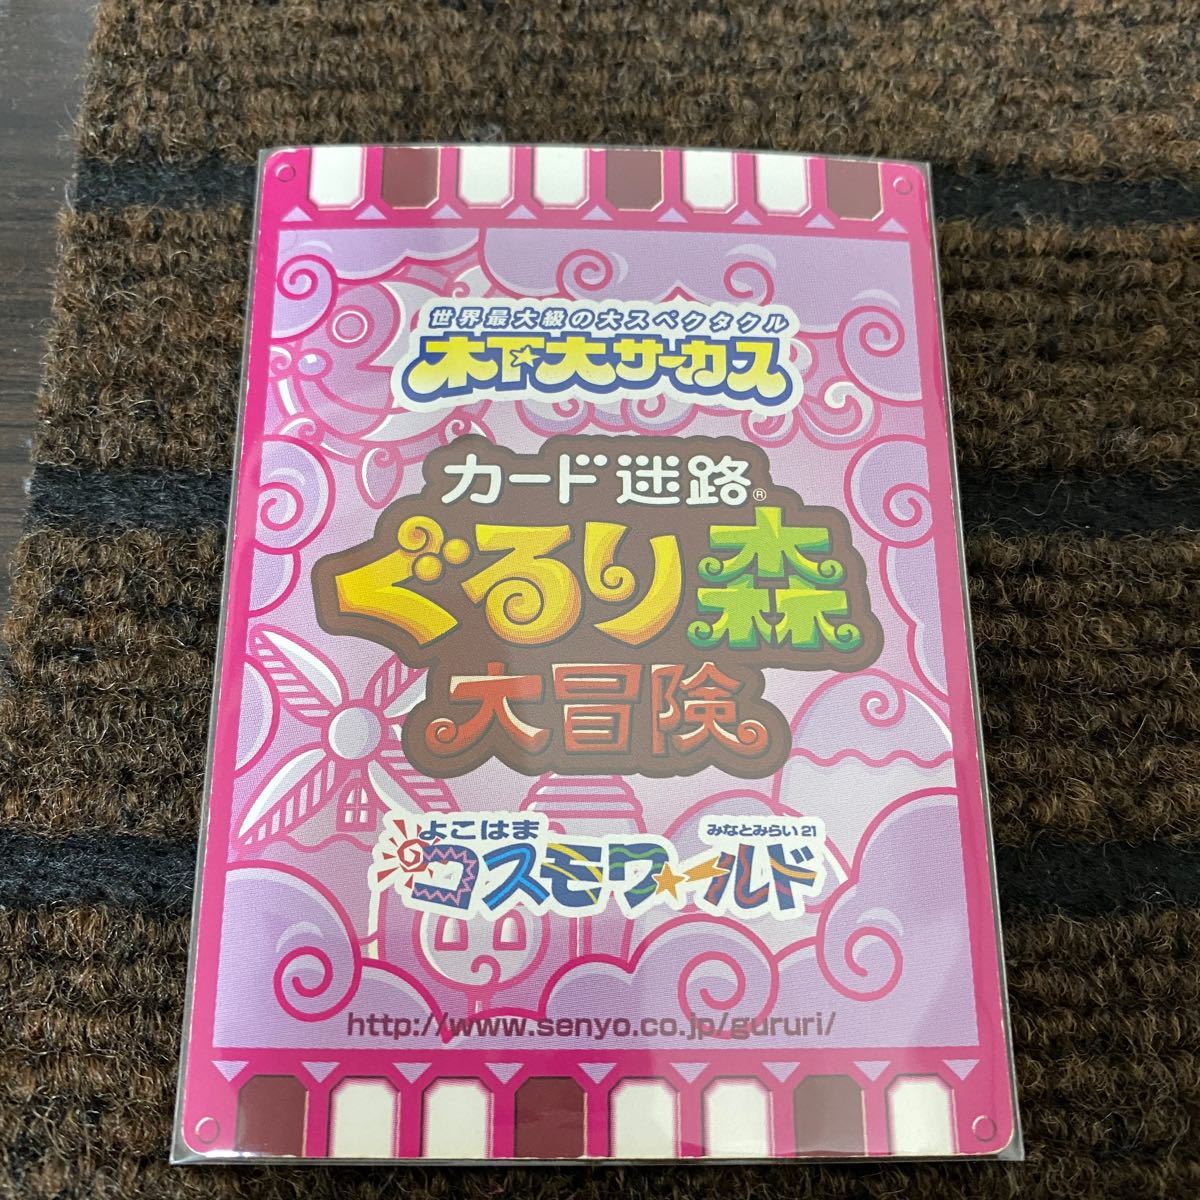 世界最大級の大スペクタクル
木下大サーカス
カード迷路®
ぐるり森
大冒険
よこはま みなとみらい21
コスモワールド
http://www.senyo.co.jp/gururi/